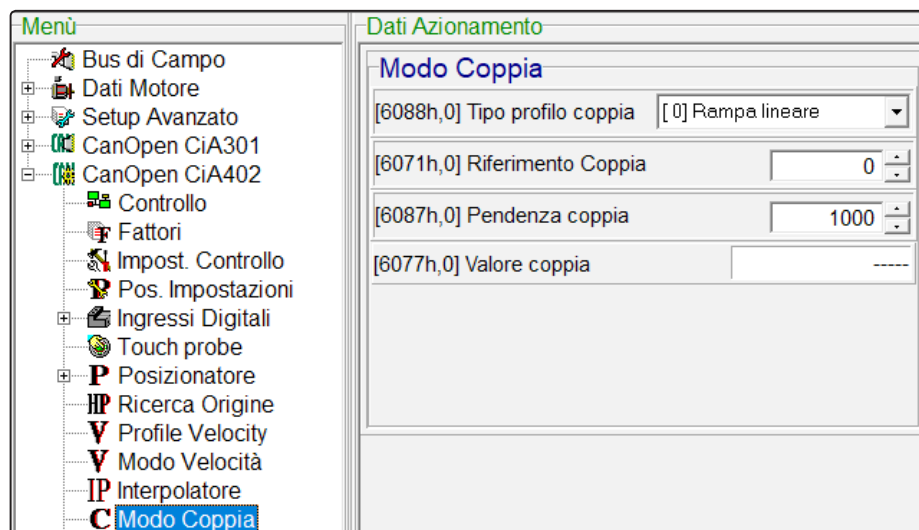 Menù
Bus di Campo
Dati Motore
Setup Avanzato
CanOpen CiA301
CanOpen CiA402
Controllo
Fattori
Impost. Controllo
Pos. Impostazioni
Ingressi Digitali
Touch probe
P Posizionatore
HP Ricerca Origine
V Profile Velocity
V Modo Velocità
IP Interpolatore
C Modo Coppia
Dati Azionamento
Modo Coppia
[6088h,0] Tipo profilo coppia [ 0] Rampa lineare
[6071h,0] Riferimento Coppia 0
[6087h,0] Pendenza coppia 1000
[6077h,0] Valore coppia -----